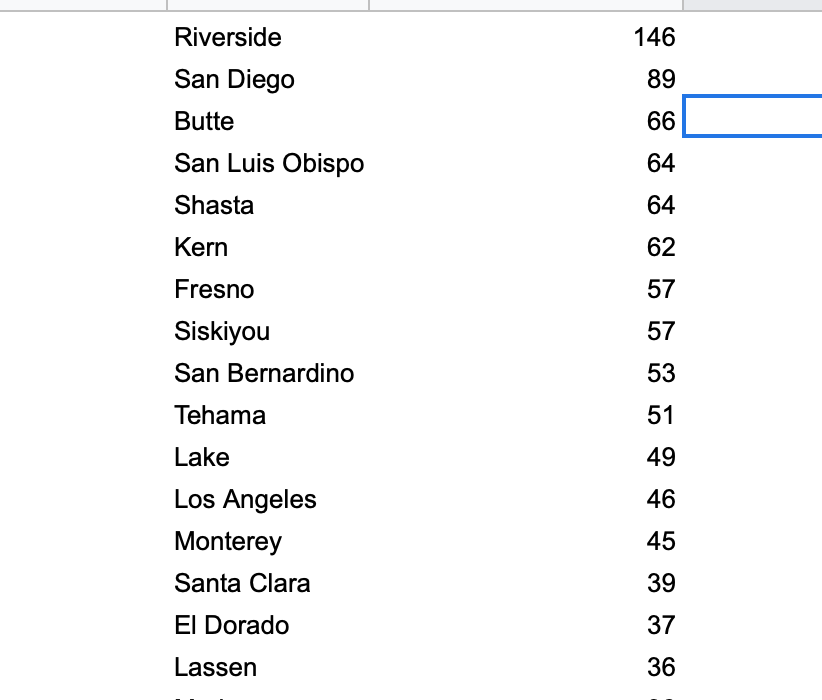 Riverside 146
San Diego 89
Butte 66
San Luis Obispo 64
Shasta 64
Kern 62
Fresno 57
Siskiyou 57
San Bernardino 53
Tehama 51
Lake 49
Los Angeles 46
Monterey 45
Santa Clara 39
El Dorado 37
Lassen 36